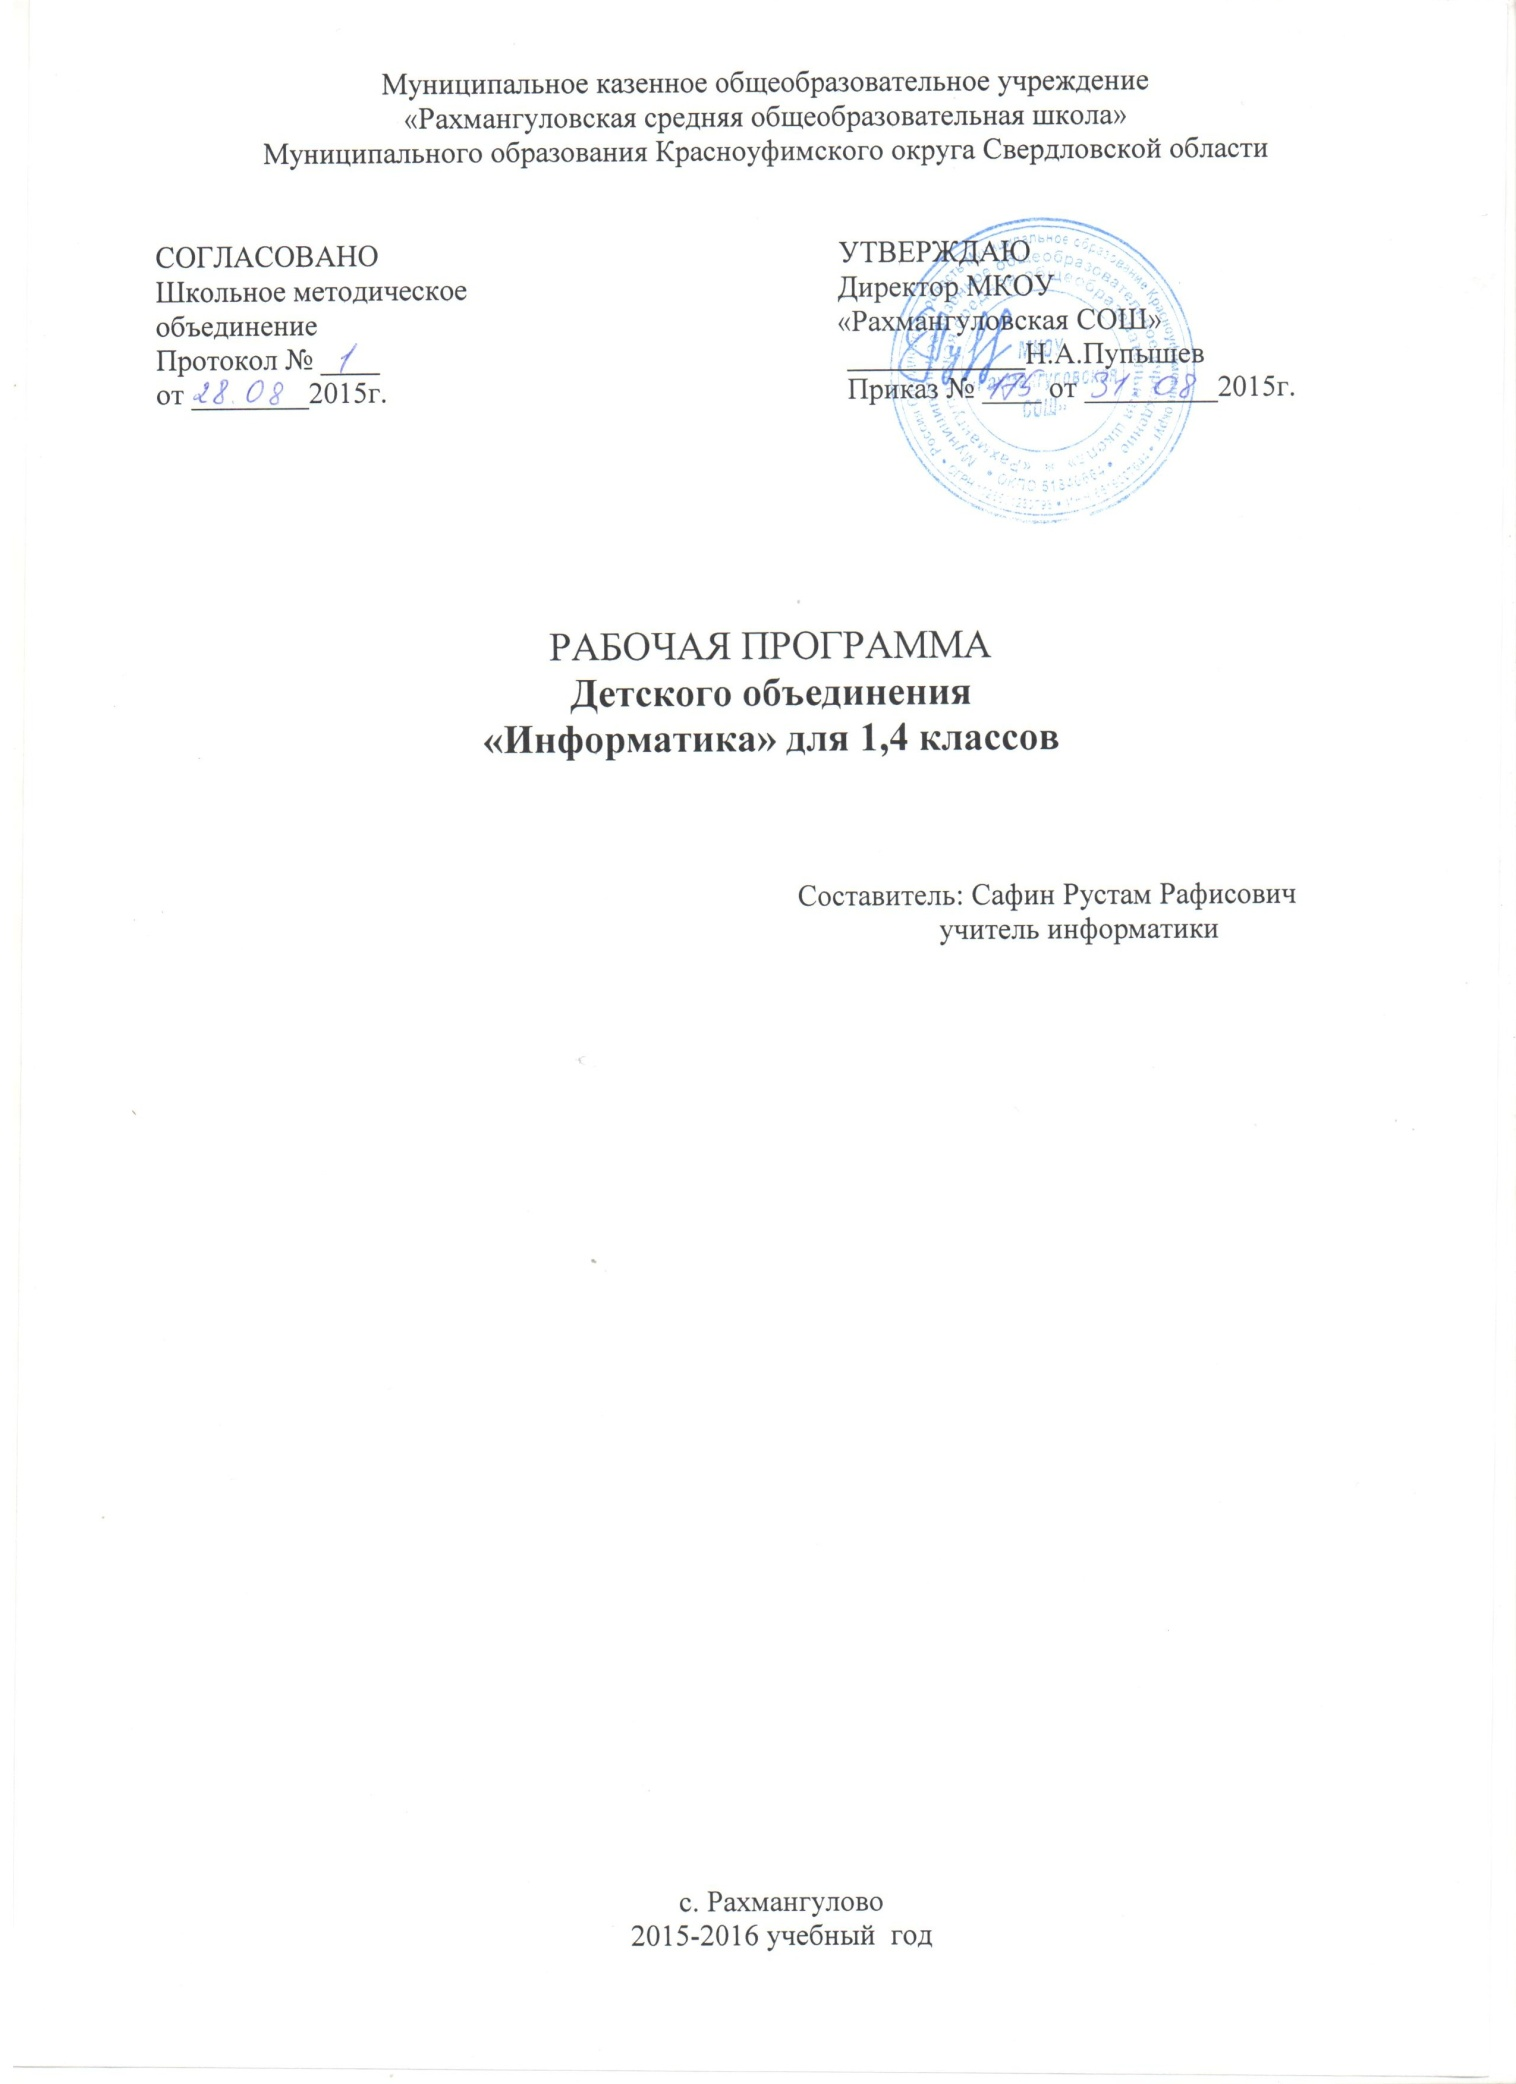 Муниципальное казенное общеобразовательное учреждение
«Рахмангуловская средняя общеобразовательная школа»
Муниципального образования Красноуфимского округа Свердловской области
СОГЛАСОВАНО
Школьное методическое
объединение
Протокол № 1
от 28.08 2015г.
УТВЕРЖДАЮ
Директор МКОУ
«Рахмангуловская СОШ»
Н.А.Пупышев
Приказ № 175 от 31 08 2015г.
МКОУ
СОШ»
РАБОЧАЯ ПРОГРАММА
Детского объединения
«Информатика» для 1,4 классов
Составитель: Сафин Рустам Рафисович
учитель информатики
с. Рахмангулово
2015-2016 учебный год